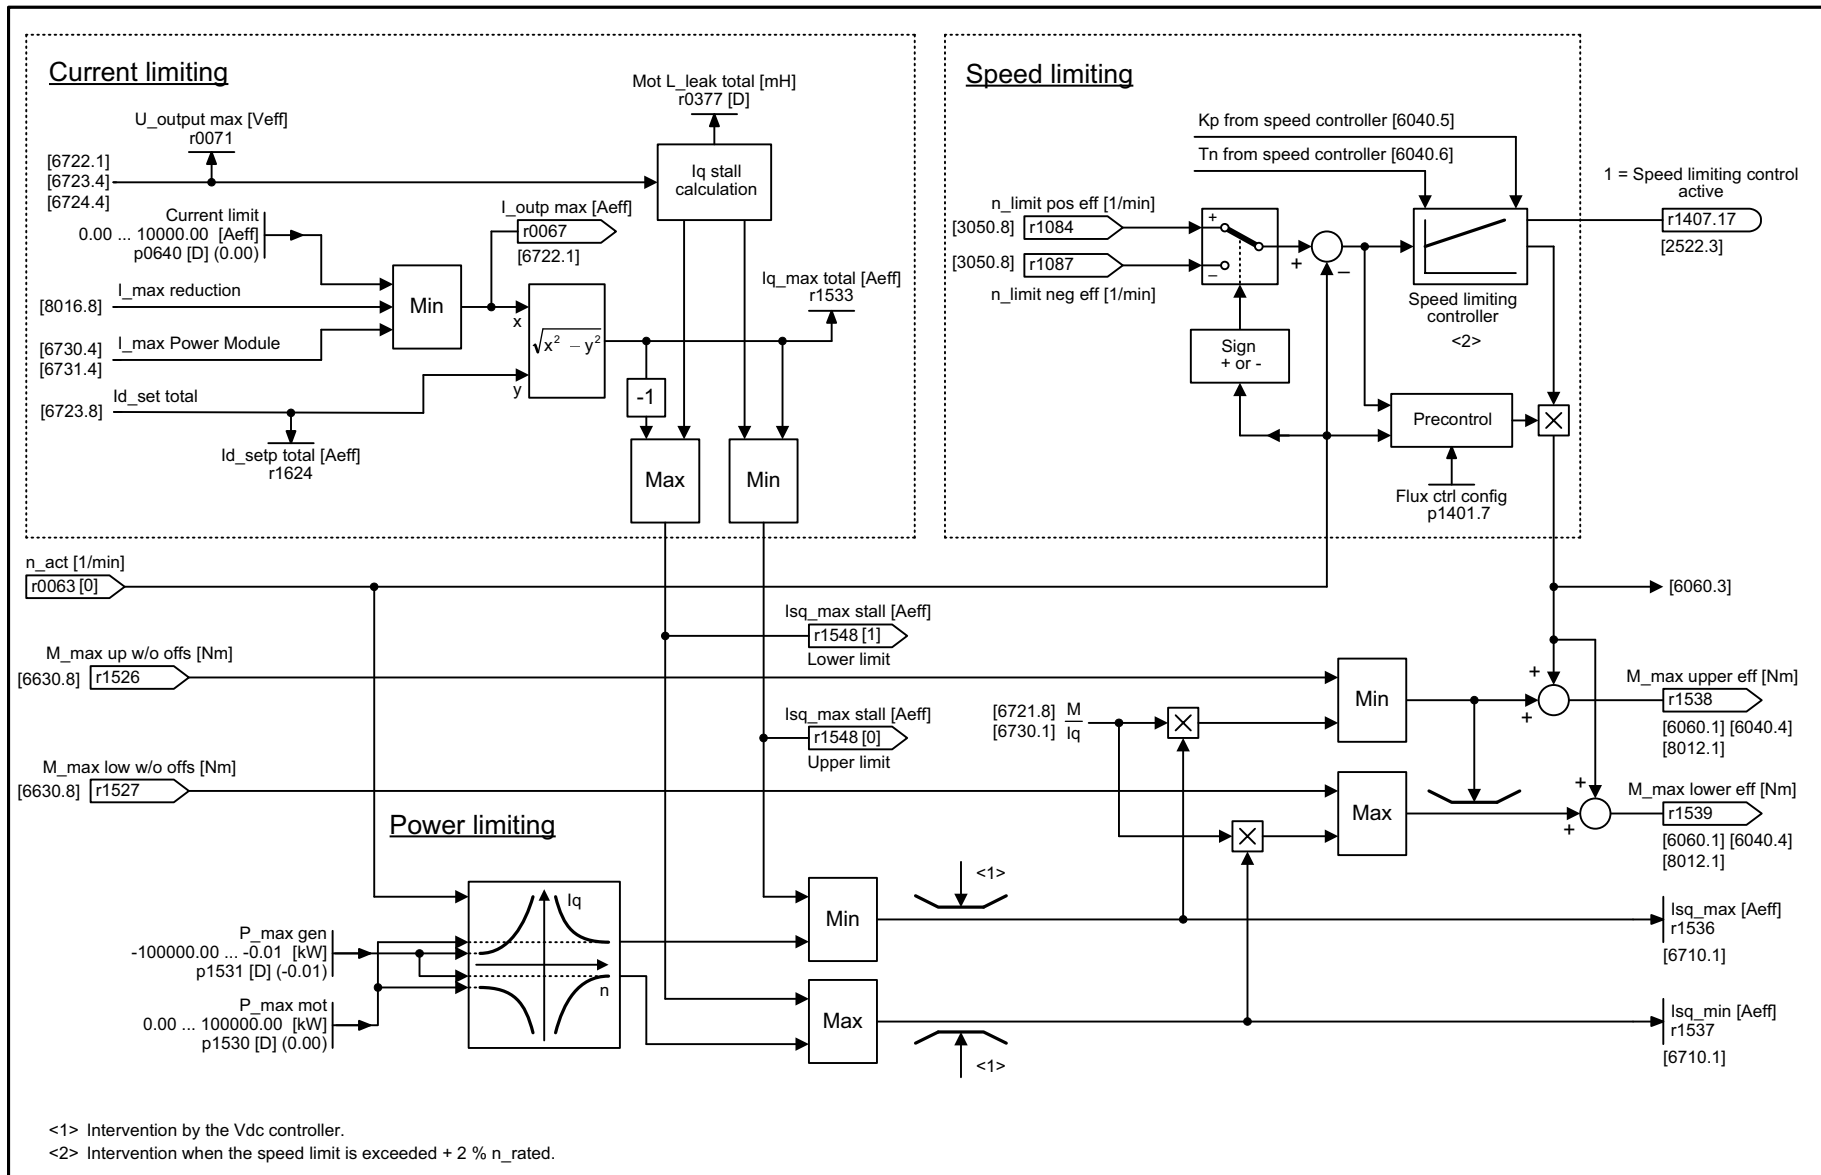 Current limiting
Mot L_leak total [mH]
r0377 [D]
U_output max [Veff]
r0071
[6722.1]
[6723.4]
[6724.4]
Iq stall
calculation
Current limit
0.00 ... 10000.00 [Aeff]
p0640 [D] (0.00)
I_outp max [Aeff]
r0067
[6722.1]
I_max reduction
[8016.8]
Min
x
√x² – y²
y
Iq_max total [Aeff]
r1533
I_max Power Module
[6730.4]
[6731.4]
Id_set total
[6723.8]
-1
Id_setp total [Aeff]
r1624
Max
Min
Speed limiting
Kp from speed controller [6040.5]
Tn from speed controller [6040.6]
1 = Speed limiting control
active
r1407.17
[2522.3]
n_limit pos eff [1/min]
[3050.8]
r1084
[3050.8]
r1087
n_limit neg eff [1/min]
+
–
+
–
Speed limiting
controller
<2>
Sign
+ or -
Precontrol
×
Flux ctrl config
p1401.7
n_act [1/min]
r0063 [0]
[6060.3]
Isq_max stall [Aeff]
r1548 [1]
Lower limit
M_max up w/o offs [Nm]
[6630.8]
r1526
Isq_max stall [Aeff]
r1548 [0]
Upper limit
[6721.8]
[6730.1]
M
Iq
×
Min
+
+
M_max upper eff [Nm]
r1538
[6060.1] [6040.4]
[8012.1]
M_max low w/o offs [Nm]
[6630.8]
r1527
×
Max
+
+
M_max lower eff [Nm]
r1539
[6060.1] [6040.4]
[8012.1]
Power limiting
Iq
n
P_max gen
-100000.00 ... -0.01 [kW]
p1531 [D] (-0.01)
P_max mot
0.00 ... 100000.00 [kW]
p1530 [D] (0.00)
Min
<1>
Isq_max [Aeff]
r1536
[6710.1]
Max
<1>
Isq_min [Aeff]
r1537
[6710.1]
<1> Intervention by the Vdc controller.
<2> Intervention when the speed limit is exceeded + 2 % n_rated.